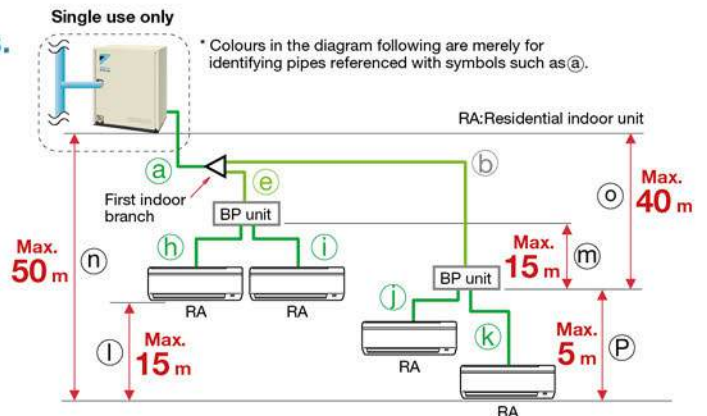 Single use only
* Colours in the diagram following are merely for
identifying pipes referenced with symbols such as ⓐ.
RA:Residential indoor unit
ⓐ
ⓑ
First indoor
branch
ⓔ
BP unit
ⓞ
Max.
40 m
ⓝ
Max.
50 m
ⓗ
ⓘ
Max.
15 m
ⓜ
BP unit
RA
RA
ⓙ
ⓚ
ⓛ
Max.
15 m
RA
Max.
5 m
Ⓟ
RA